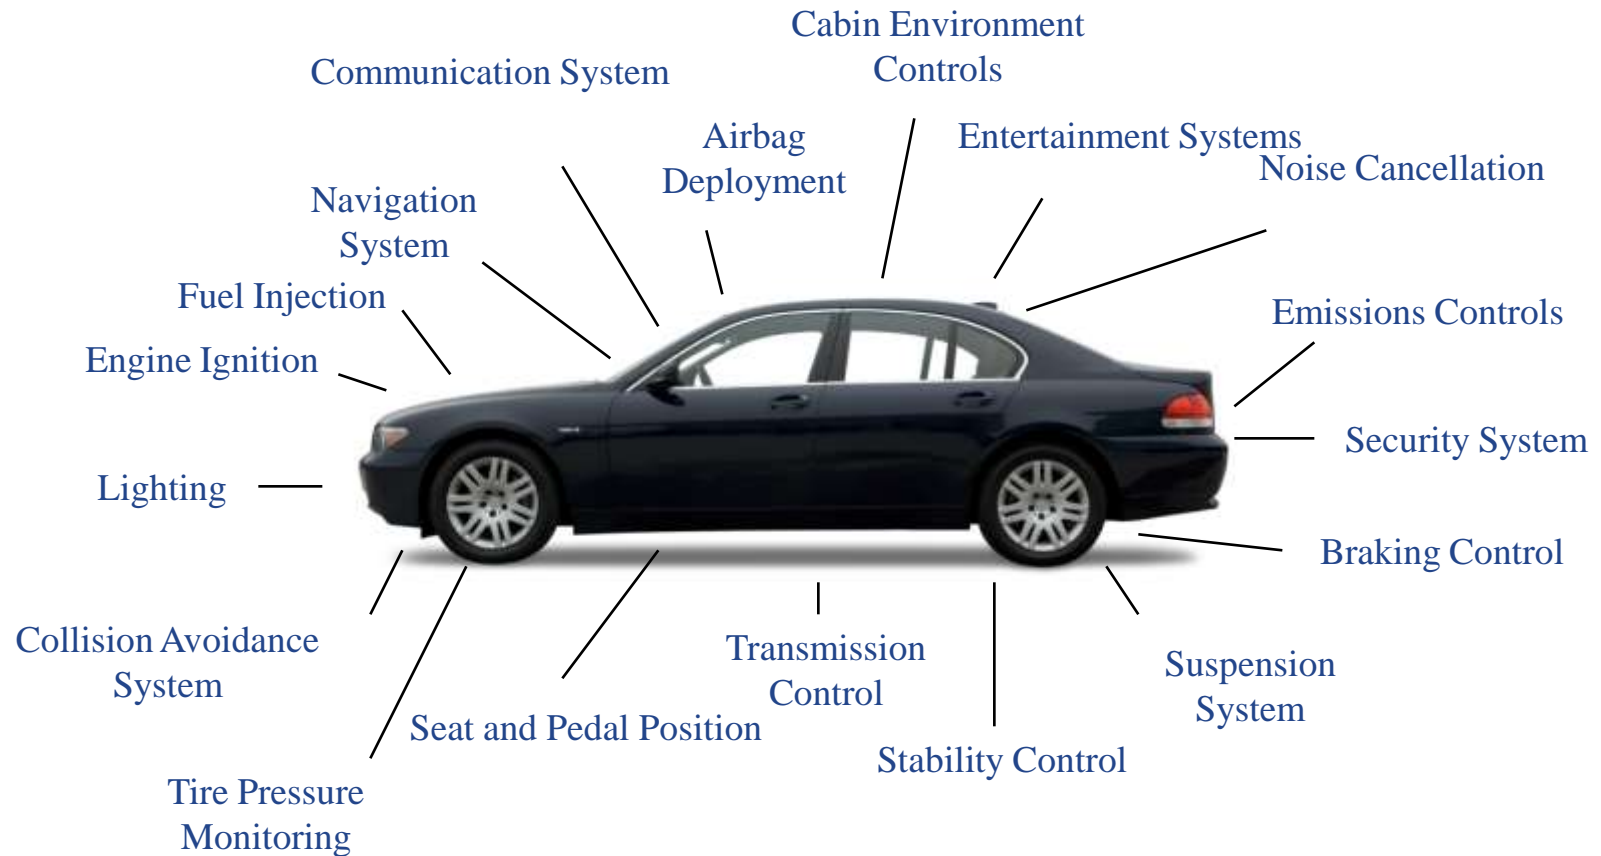 Cabin Environment
Controls
Communication System
Airbag
Deployment
Entertainment Systems
Noise Cancellation
Navigation
System
Fuel Injection
Emissions Controls
Engine Ignition
Security System
Lighting
Braking Control
Collision Avoidance
System
Transmission
Control
Suspension
System
Seat and Pedal Position
Stability Control
Tire Pressure
Monitoring